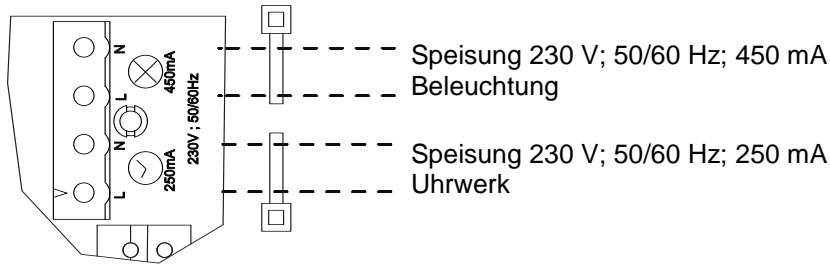 N
L
N
L
450mA
250mA
230V ; 50/60Hz
Speisung 230 V; 50/60 Hz; 450 mA
Beleuchtung
Speisung 230 V; 50/60 Hz; 250 mA
Uhrwerk